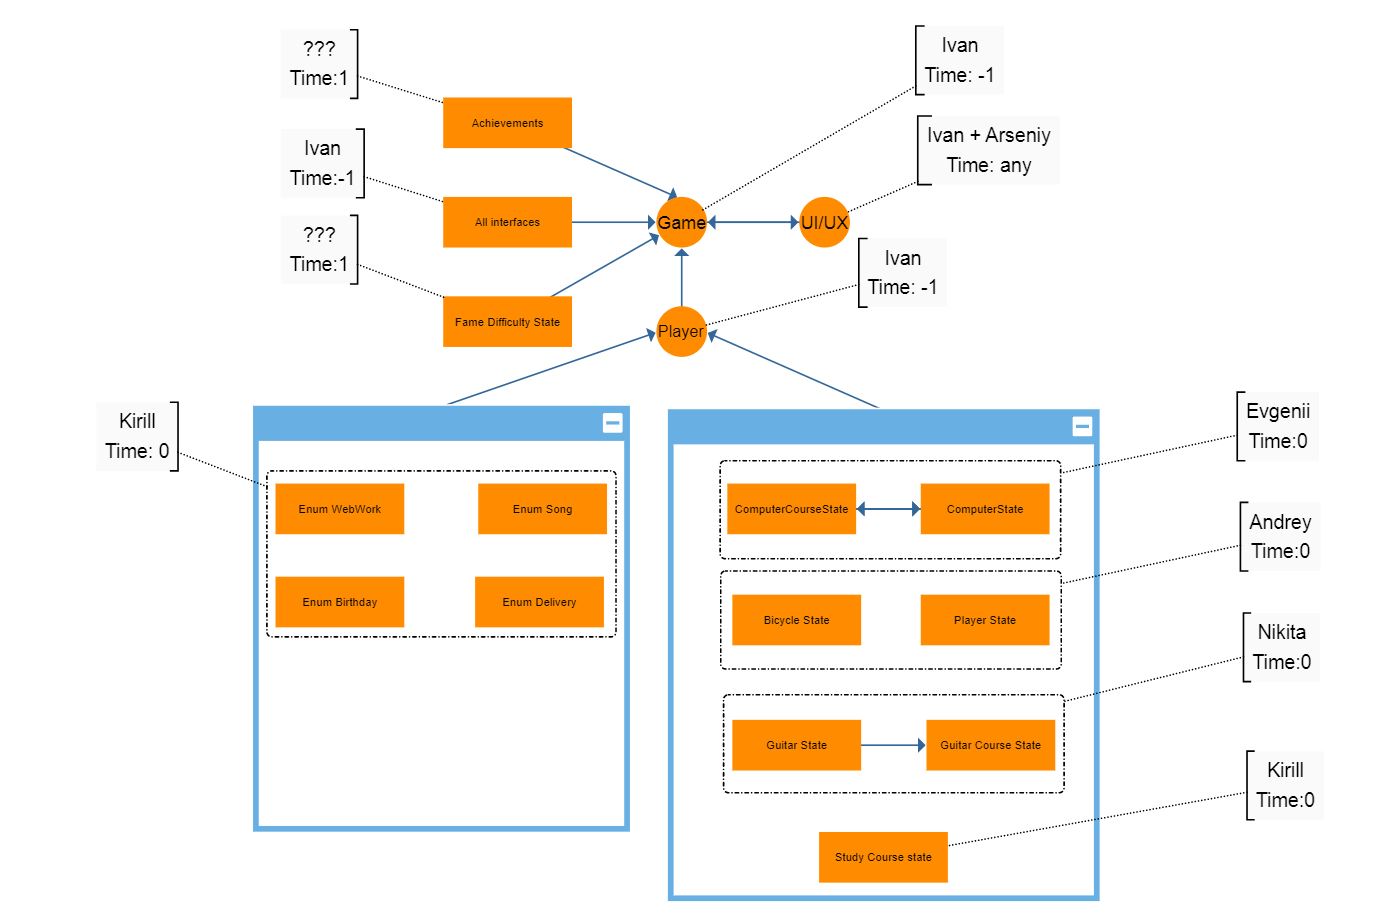 ???
Time:1
Ivan
Time: -1
Achievements
Ivan + Arseniy
Time: any
Ivan
Time:-1
All interfaces
Game
UI/UX
???
Time:1
Ivan
Time: -1
Fame Difficulty State
Player
Kirill
Time: 0
Evgenii
Time:0
Enum WebWork
Enum Song
ComputerCourseState
ComputerState
Andrey
Time:0
Enum Birthday
Enum Delivery
Bicycle State
Player State
Nikita
Time:0
Guitar State
Guitar Course State
Kirill
Time:0
Study Course state